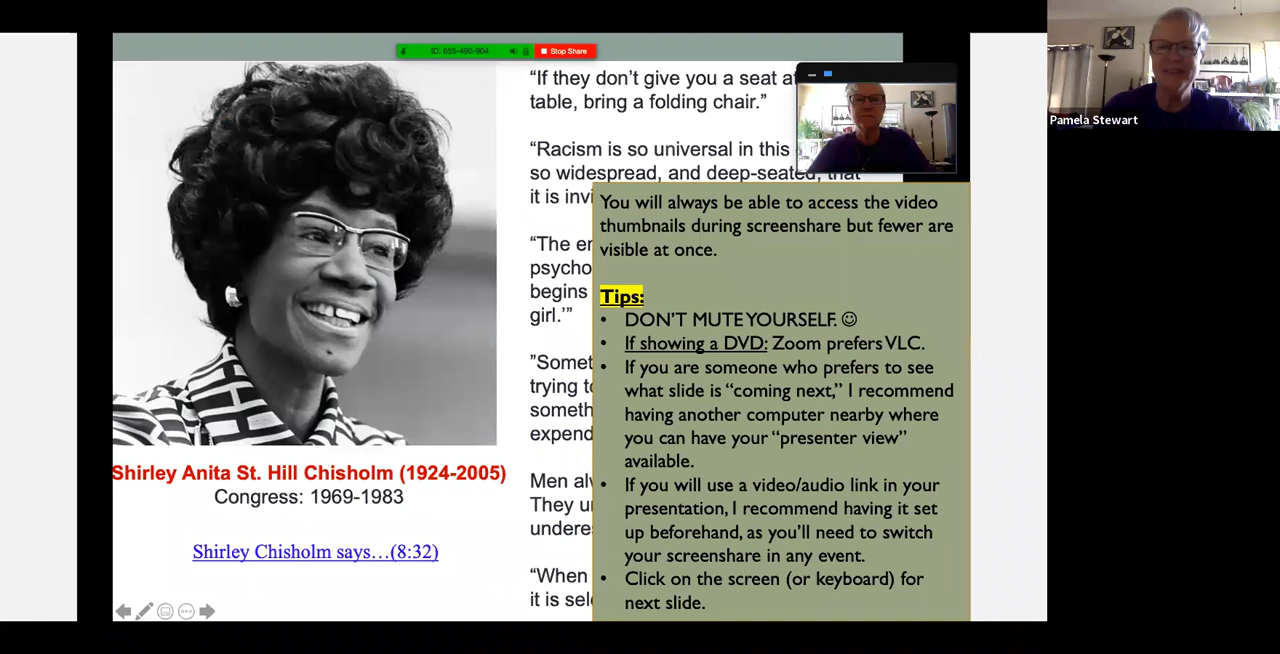 ID: 655-490-904
Stop Share
Pamela Stewart
“If they don’t give you a seat at
table, bring a folding chair.”
“Racism is so universal in this
so widespread, and deep-seated, that
it is invi
“The em
psycho
begins
girl.’”
”Somet
trying to
someth
expend
Men alw
They un
underes
“When
it is sel
Shirley Anita St. Hill Chisholm (1924-2005)
Congress: 1969-1983
Shirley Chisholm says…(8:32)
You will always be able to access the video
thumbnails during screenshare but fewer are
visible at once.
Tips:
• DON’T MUTE YOURSELF. ☺
• If showing a DVD: Zoom prefers VLC.
• If you are someone who prefers to see
what slide is “coming next,” I recommend
having another computer nearby where
you can have your “presenter view”
available.
• If you will use a video/audio link in your
presentation, I recommend having it set
up beforehand, as you’ll need to switch
your screenshare in any event.
• Click on the screen (or keyboard) for
next slide.